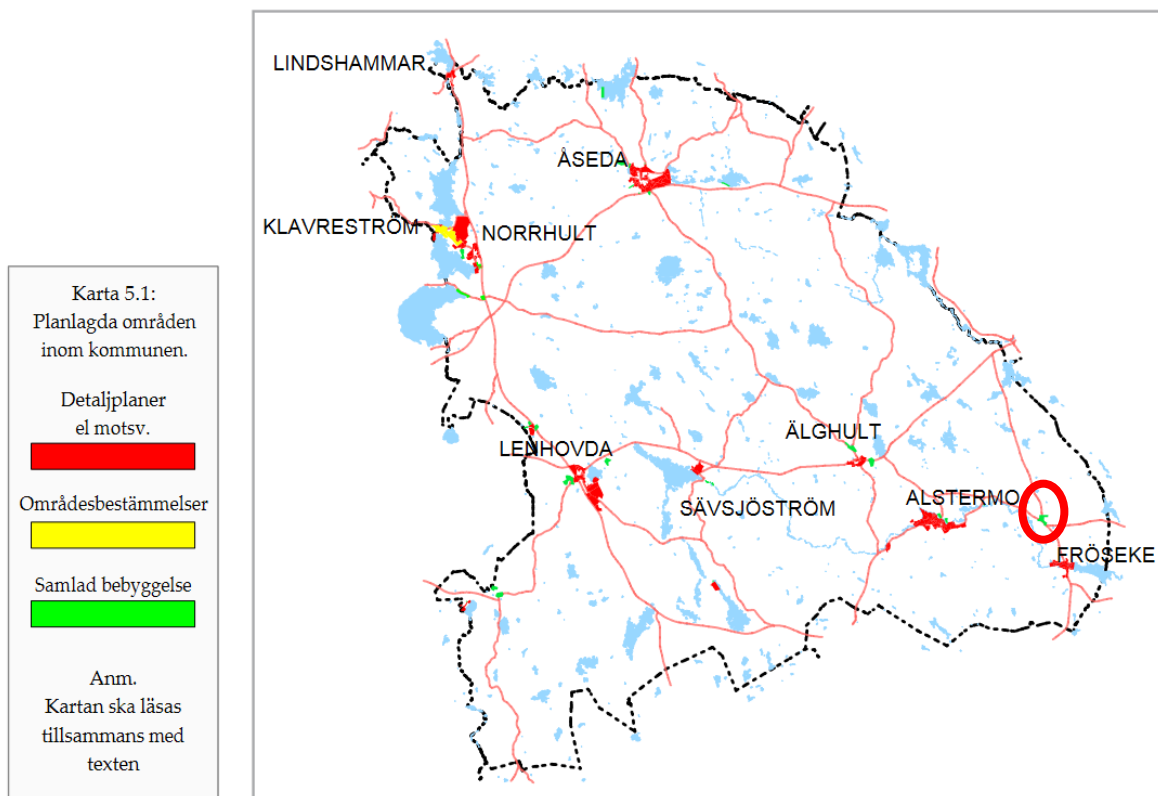 Karta 5.1:
Planlagda områden
inom kommunen.
Detaljplaner
el motsv.
Områdesbestämmelser
Samlad bebyggelse
Anm.
Kartan ska läsas
tillsammans med
texten
LINDSHAMMAR
ÅSEDA
KLAVRESTRÖM
NORRHULT
LENHOVDA
ÄLGHULT
SÄVSJÖSTRÖM
ALSTERMO
FRÖSEKE